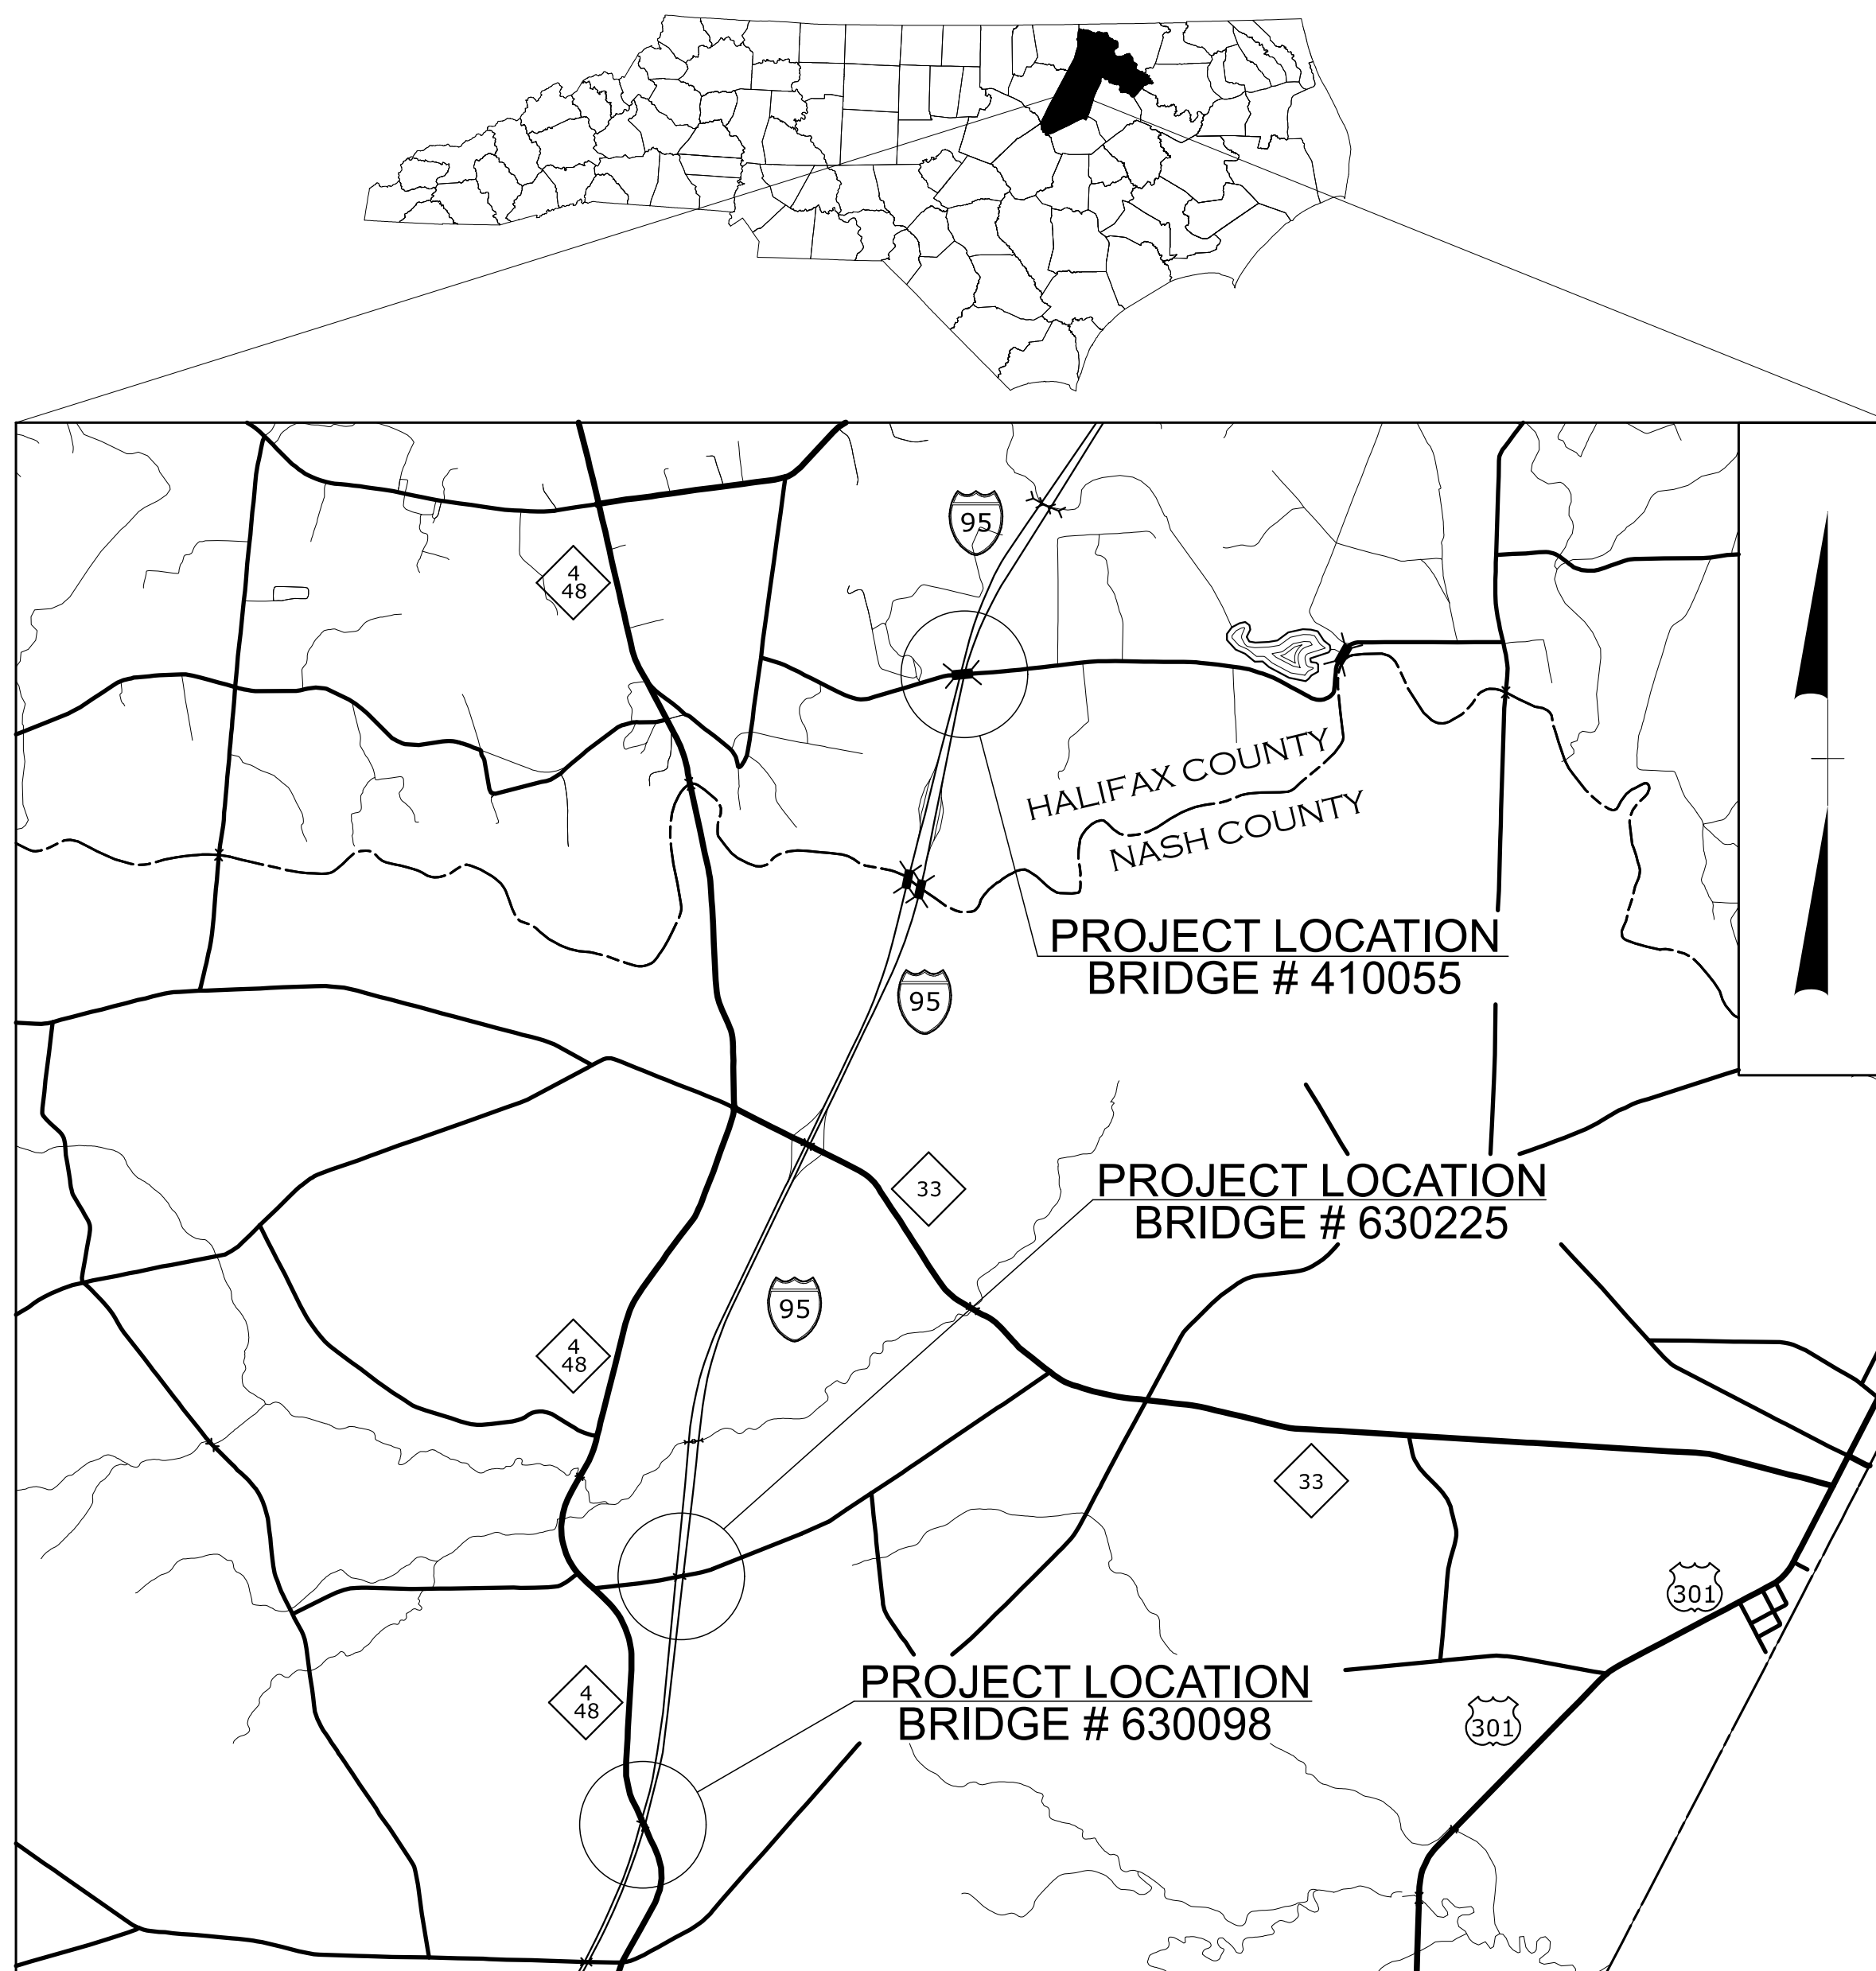 95
4
48
HALIFAX COUNTY
NASH COUNTY
PROJECT LOCATION
BRIDGE # 410055
95
PROJECT LOCATION
BRIDGE # 630225
33
95
4
48
33
301
PROJECT LOCATION
BRIDGE # 630098
4
48
301